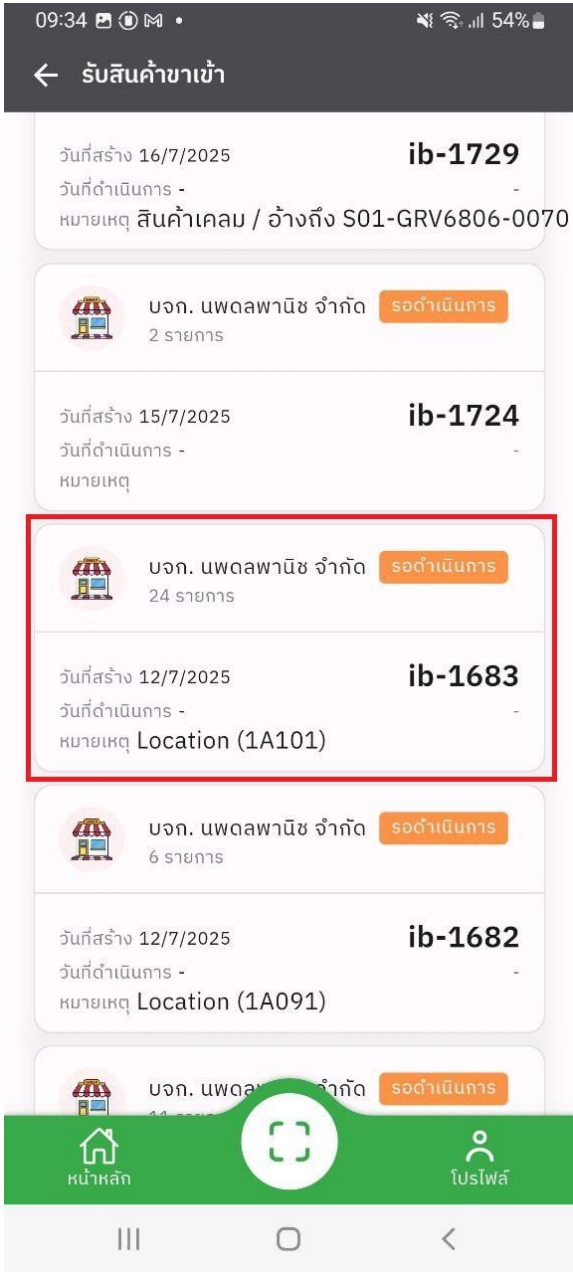 09:34 54%
รับสินค้าขาเข้า
วันที่สร้าง 16/7/2025 ib-1729
วันที่ดำเนินการ - -
หมายเหตุ สินค้าเคลม / อ้างถึง S01-GRV6806-0070
บจก. นพดลพานิช จำกัด รอดำเนินการ
2 รายการ
วันที่สร้าง 15/7/2025 ib-1724
วันที่ดำเนินการ - -
หมายเหตุ
บจก. นพดลพานิช จำกัด รอดำเนินการ
24 รายการ
วันที่สร้าง 12/7/2025 ib-1683
วันที่ดำเนินการ - -
หมายเหตุ Location (1A101)
บจก. นพดลพานิช จำกัด รอดำเนินการ
6 รายการ
วันที่สร้าง 12/7/2025 ib-1682
วันที่ดำเนินการ - -
หมายเหตุ Location (1A091)
บจก. รอดำเนินการ
หน้าหลัก โปรไฟล์